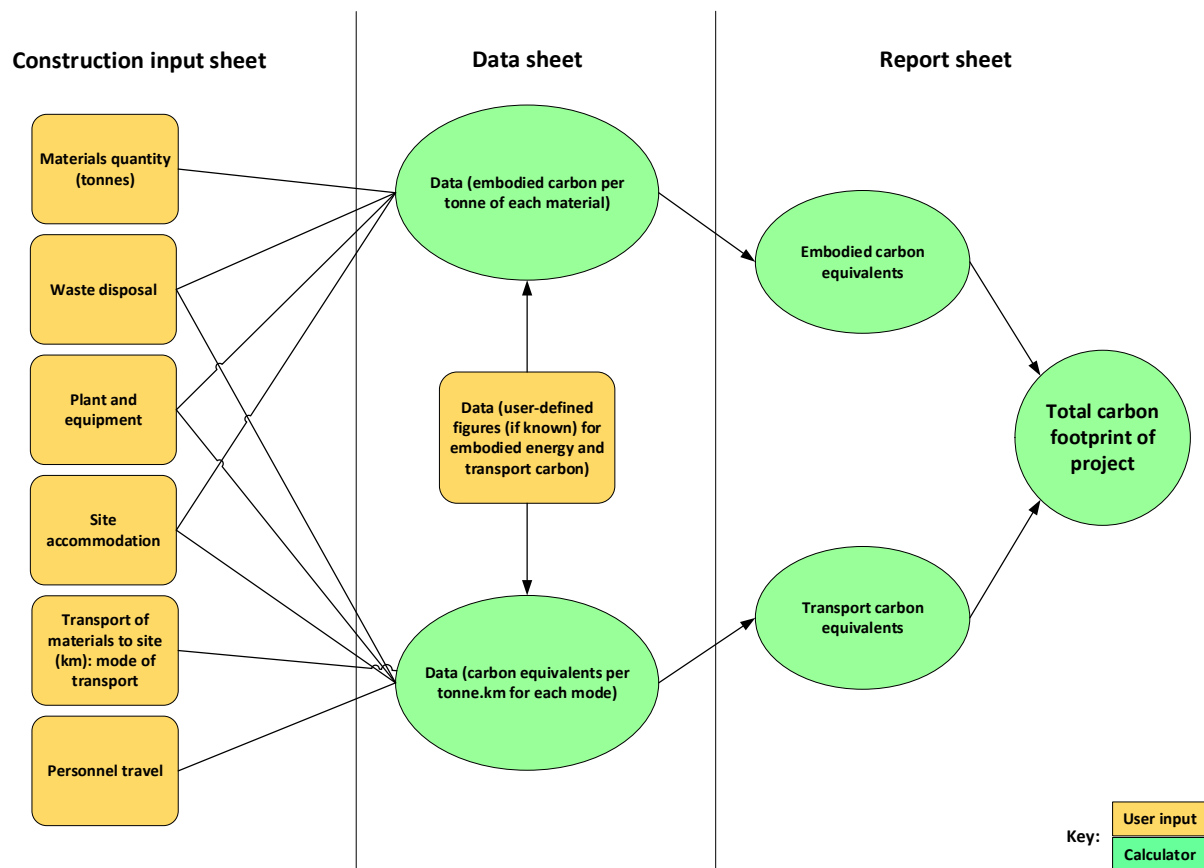 Construction input sheet
Data sheet
Report sheet
Materials quantity
(tonnes)
Waste disposal
Plant and
equipment
Site
accommodation
Transport of
materials to site
(km): mode of
transport
Personnel travel
Data (embodied carbon per
tonne of each material)
Data (user-defined
figures (if known) for
embodied energy and
transport carbon)
Data (carbon equivalents per
tonne.km for each mode)
Embodied carbon
equivalents
Transport carbon
equivalents
Total carbon
footprint of
project
Key:
User input
Calculator